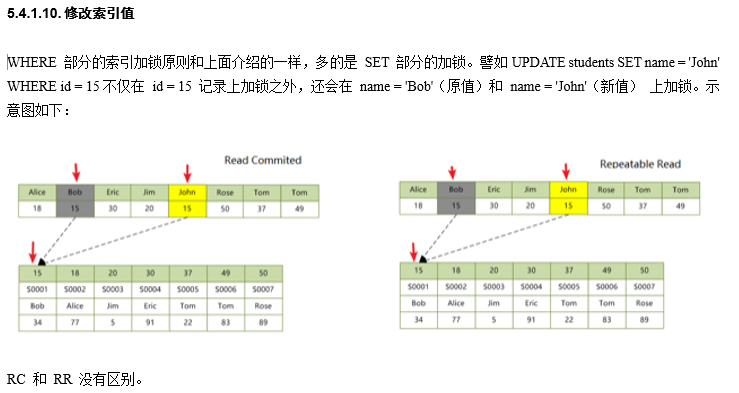 5.4.1.10. 修改索引值
WHERE 部分的索引加锁原则和上面介绍的一样，多的是 SET 部分的加锁。譬如 UPDATE students SET name = 'John'
WHERE id = 15 不仅在 id = 15 记录上加锁之外，还会在 name = 'Bob'（原值）和 name = 'John'（新值） 上加锁。示
意图如下：
Read Commited
Alice Bob Eric Jim John Rose Tom Tom
18 15 30 20 15 50 37 49
15 18 20 30 37 49 50
S0001 S0002 S0003 S0004 S0005 S0006 S0007
Bob Alice Jim Eric Tom Tom Rose
34 77 5 91 22 83 89
Repeatable Read
Alice Bob Eric Jim John Rose Tom Tom
18 15 30 20 15 50 37 49
15 18 20 30 37 49 50
S0001 S0002 S0003 S0004 S0005 S0006 S0007
Bob Alice Jim Eric Tom Tom Rose
34 77 5 91 22 83 89
RC 和 RR 没有区别。